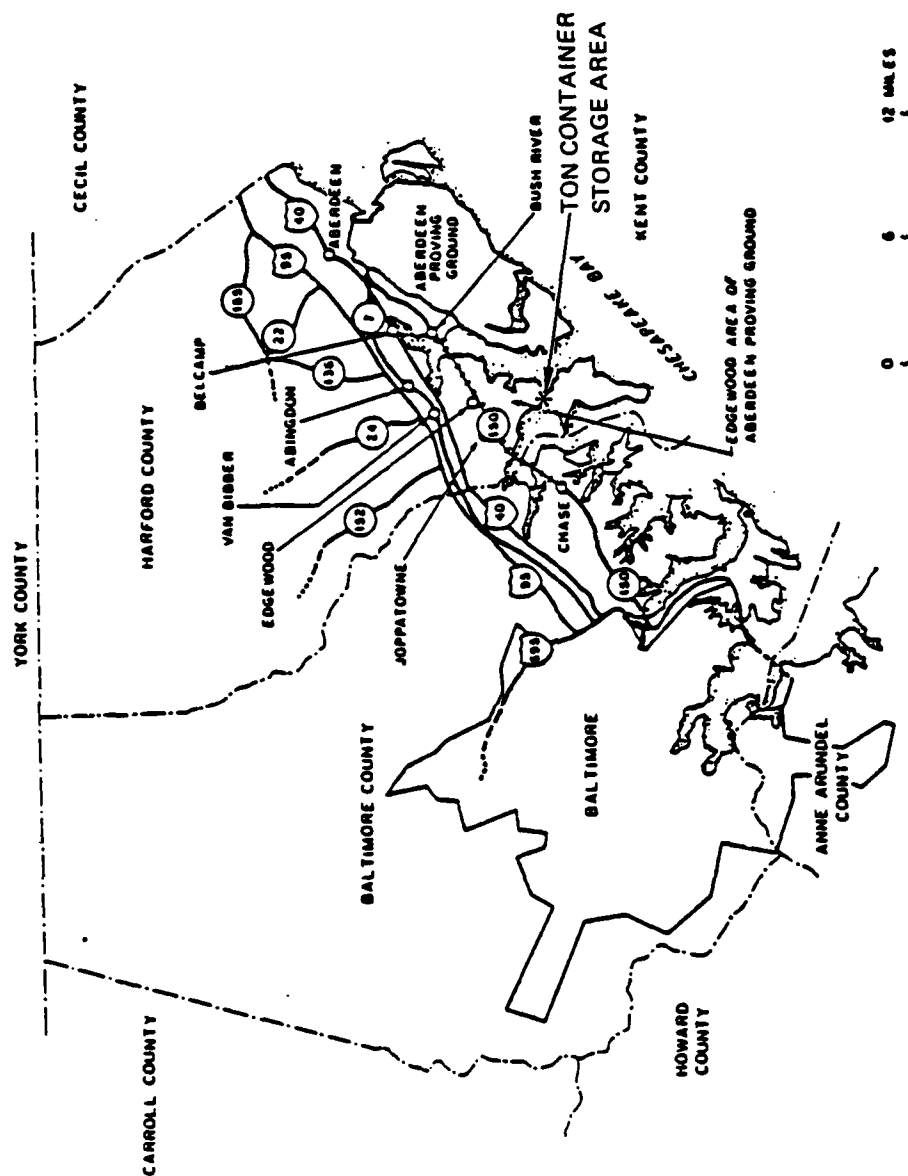 YORK COUNTY
CECIL COUNTY
CARROLL COUNTY
HARFORD COUNTY
BALTIMORE COUNTY
BALTIMORE
HOWARD
COUNTY
ANNE ARUNDEL
COUNTY
KENT COUNTY
VAN BIBBER
ABINGDON
BELCAMP
EDGEWOOD
JOPPATOWNE
CHASE
ABERDEEN
ABERDEEN
PROVING
GROUND
BUSH RIVER
TON CONTAINER
STORAGE AREA
CHESAPEAKE BAY
EDGEWOOD AREA OF
ABERDEEN PROVING GROUND
95
40
22
136
7
24
152
150
40
95
150
695
0
6
12 MILES